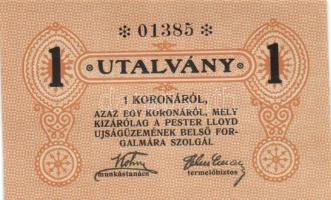 ✻ 01385 ✻
1 UTALVÁNY 1
1 KORONÁRÓL,
AZAZ EGY KORONÁRÓL, MELY
KIZÁRÓLAG A PESTER LLOYD
UJSÁGÜZEMÉNEK BELSŐ FOR-
GALMÁRA SZOLGÁL
munkástanács termelőbiztos